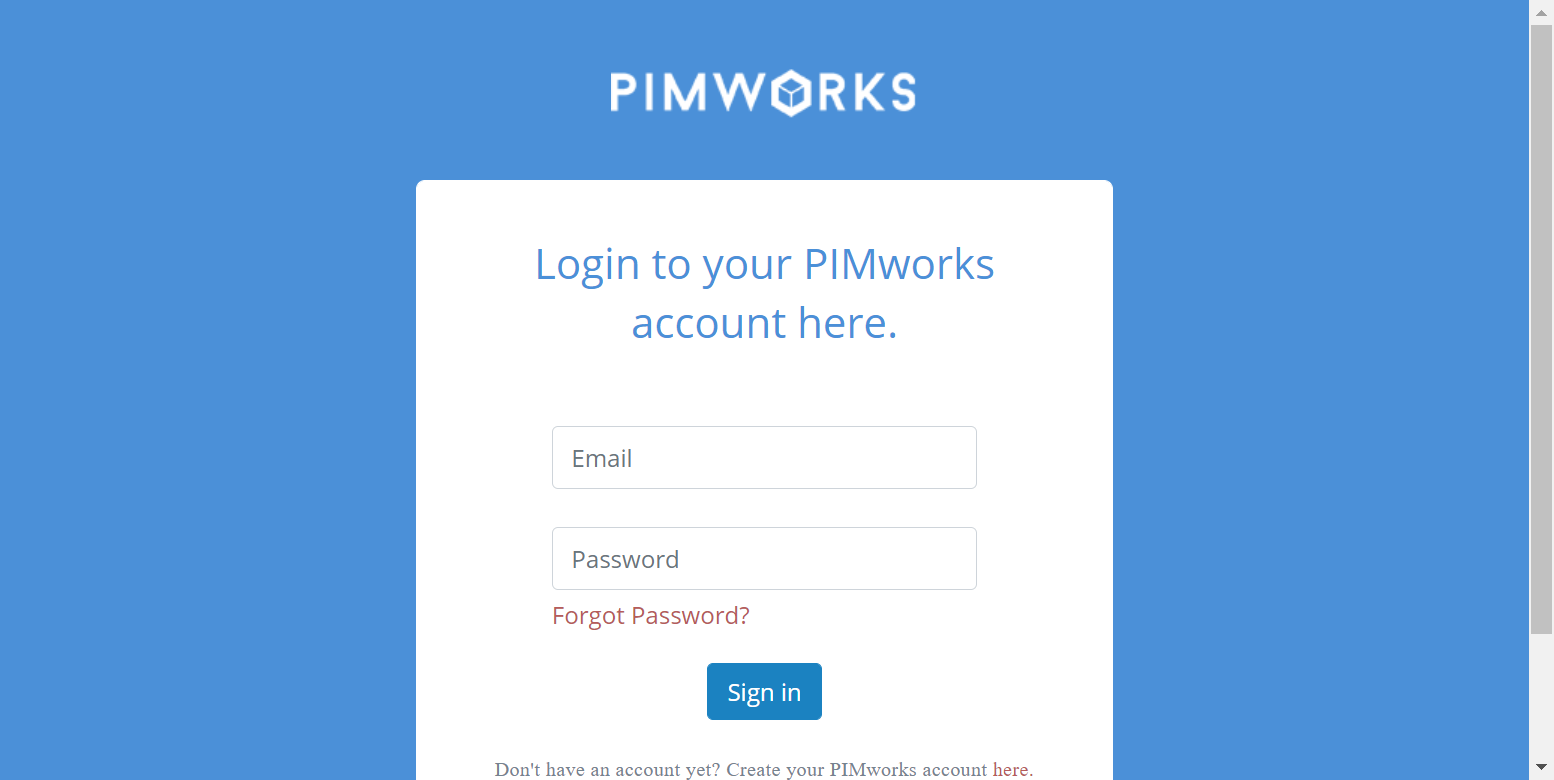 PIMWORKS
Login to your PIMworks
account here.
Email
Password
Forgot Password?
Sign in
Don't have an account yet? Create your PIMworks account here.